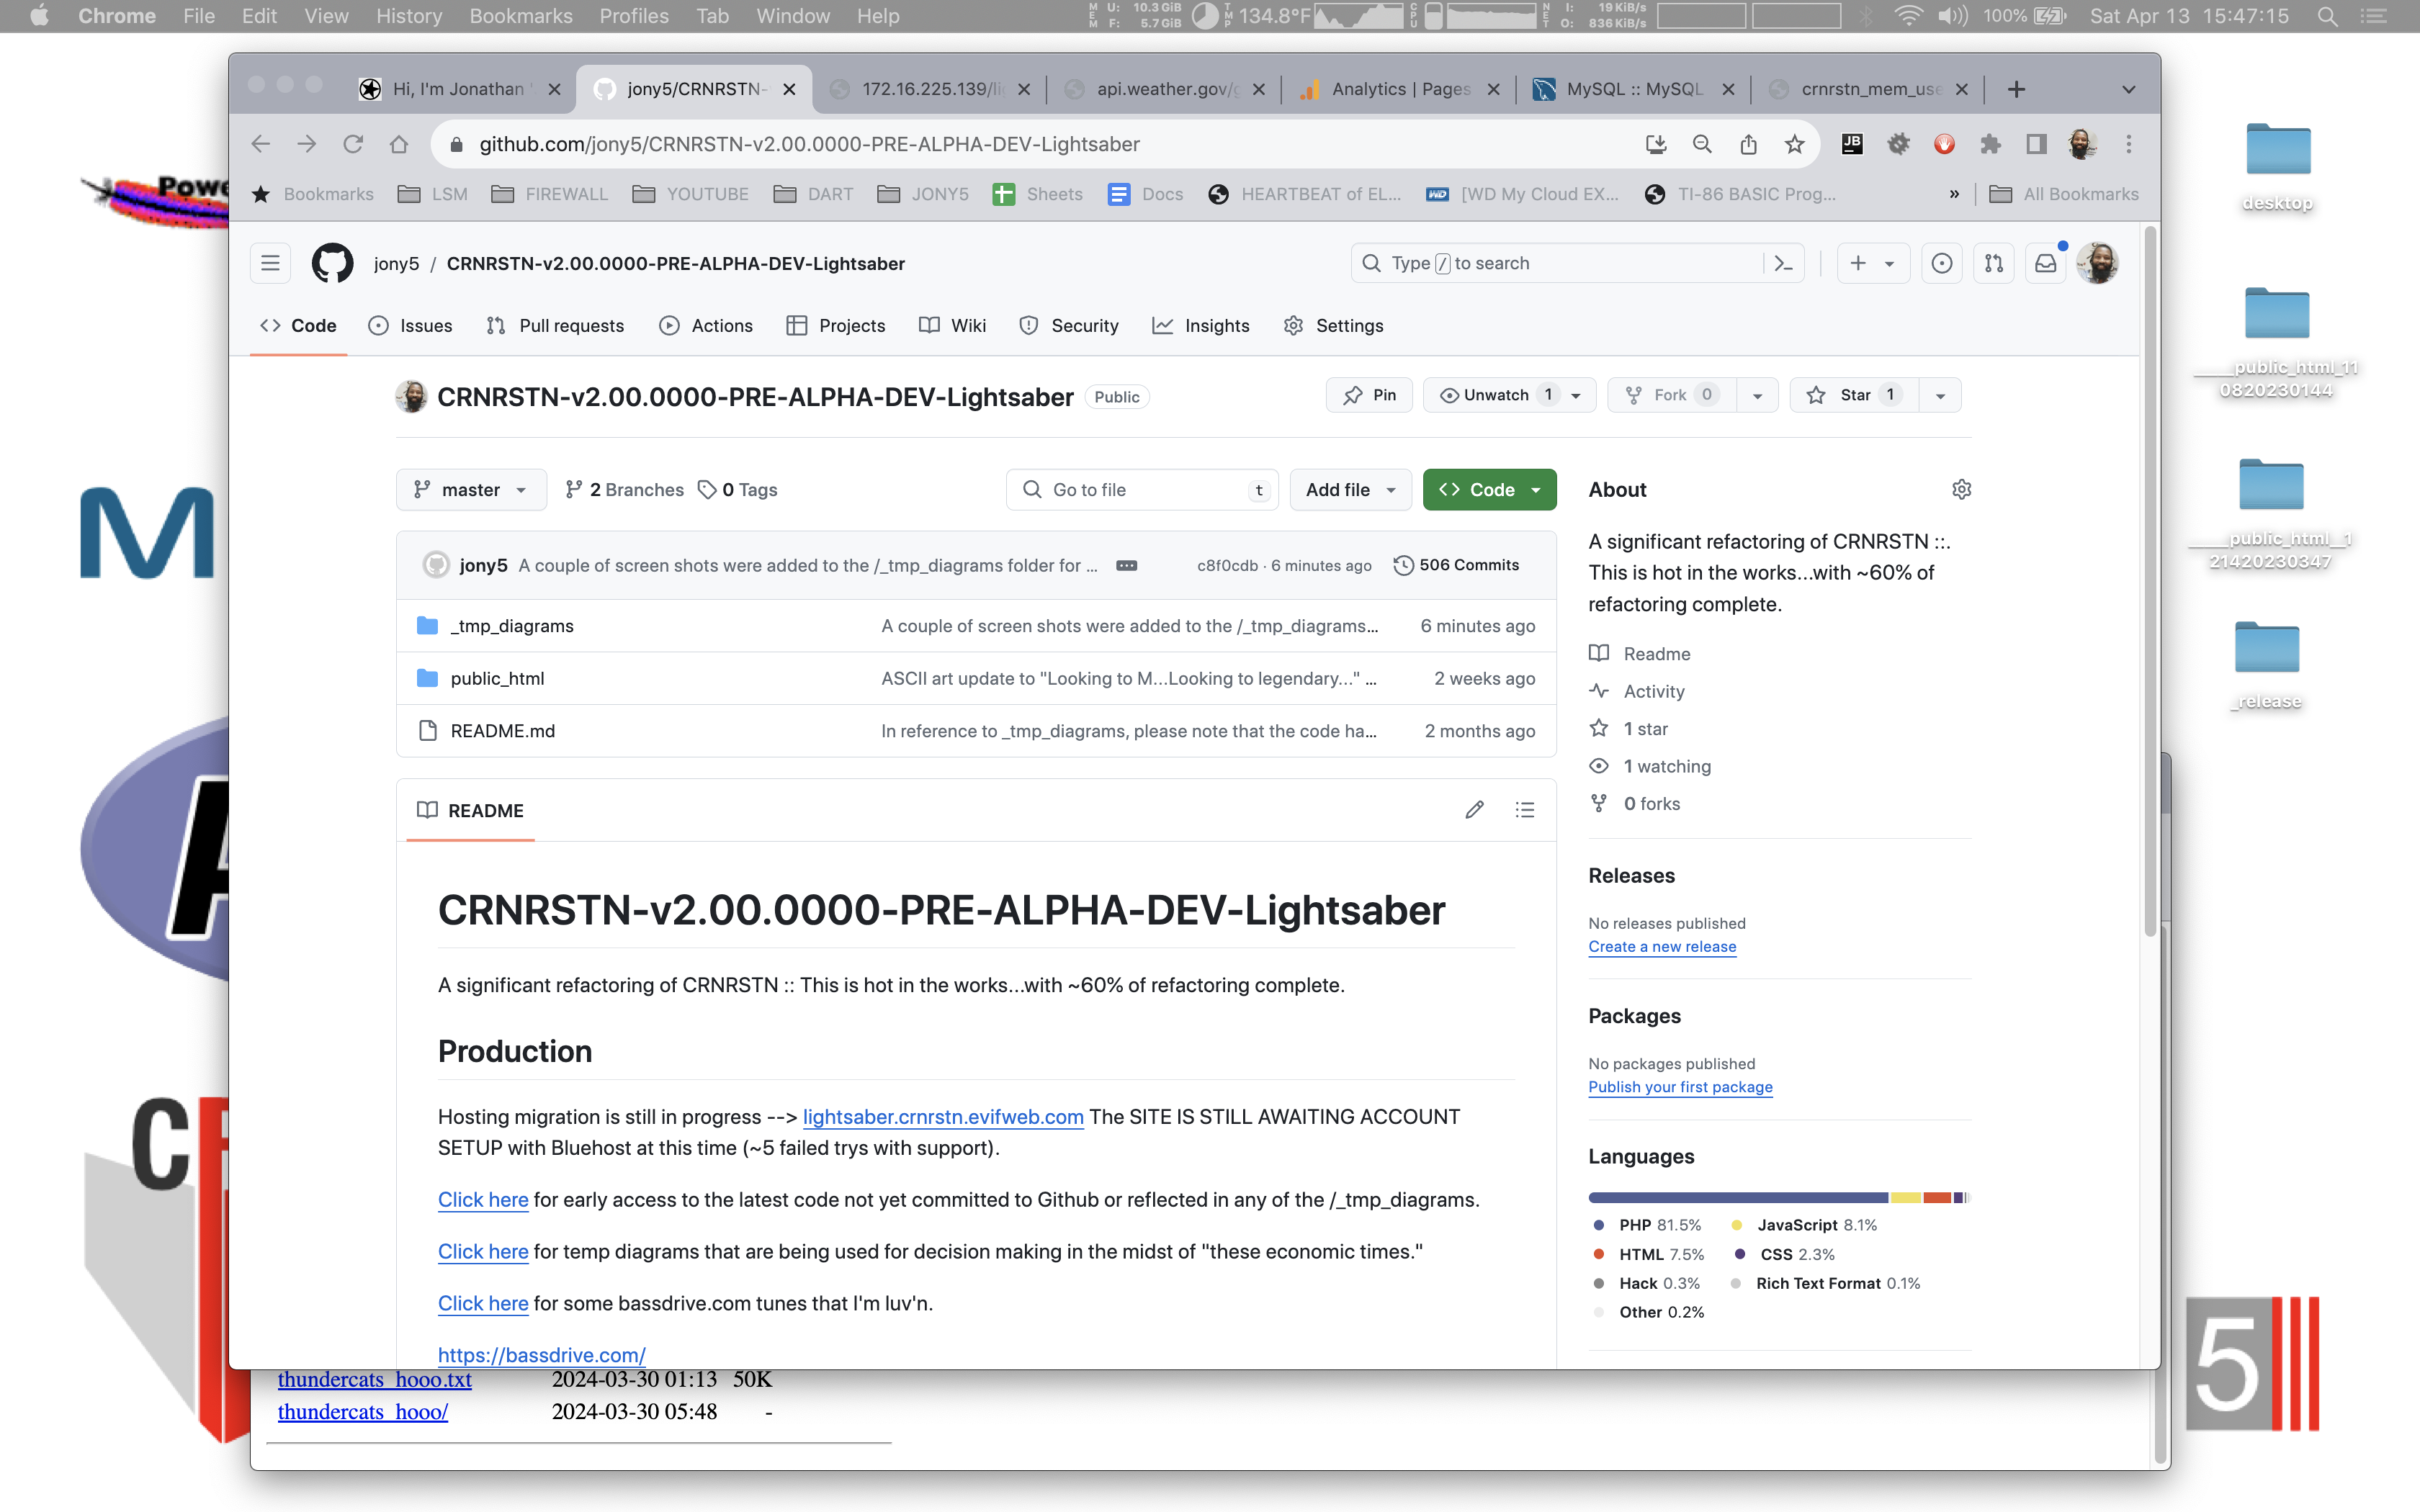 Chrome File Edit View History Bookmarks Profiles Tab Window Help MEM U: 10.3GiB F: 5.7GiB TMP 134.8°F CPU NET I: 19KiB/s O: 836KiB/s 100% Sat Apr 13 15:47:15
Hi, I'm Jonathan
jony5/CRNRSTN-
172.16.225.139/li
api.weather.gov/g
Analytics | Pages
MySQL :: MySQL
crnrstn_mem_use
github.com/jony5/CRNRSTN-v2.00.0000-PRE-ALPHA-DEV-Lightsaber
JB
Bookmarks LSM FIREWALL YOUTUBE DART JONY5 Sheets Docs HEARTBEAT of EL... WD [WD My Cloud EX... TI-86 BASIC Prog... » All Bookmarks
jony5 / CRNRSTN-v2.00.0000-PRE-ALPHA-DEV-Lightsaber
Type / to search
Code Issues Pull requests Actions Projects Wiki Security Insights Settings
CRNRSTN-v2.00.0000-PRE-ALPHA-DEV-Lightsaber Public
Pin Unwatch 1 Fork 0 Star 1
master 2 Branches 0 Tags Go to file t Add file Code
jony5 A couple of screen shots were added to the /_tmp_diagrams folder for ... c8f0cdb · 6 minutes ago 506 Commits
_tmp_diagrams A couple of screen shots were added to the /_tmp_diagrams... 6 minutes ago
public_html ASCII art update to "Looking to M...Looking to legendary..." ... 2 weeks ago
README.md In reference to _tmp_diagrams, please note that the code ha... 2 months ago
README
CRNRSTN-v2.00.0000-PRE-ALPHA-DEV-Lightsaber
A significant refactoring of CRNRSTN :: This is hot in the works...with ~60% of refactoring complete.
Production
Hosting migration is still in progress --> lightsaber.crnrstn.evifweb.com The SITE IS STILL AWAITING ACCOUNT
SETUP with Bluehost at this time (~5 failed trys with support).
Click here for early access to the latest code not yet committed to Github or reflected in any of the /_tmp_diagrams.
Click here for temp diagrams that are being used for decision making in the midst of "these economic times."
Click here for some bassdrive.com tunes that I'm luv'n.
https://bassdrive.com/
About
A significant refactoring of CRNRSTN ::.
This is hot in the works...with ~60% of
refactoring complete.
Readme
Activity
1 star
1 watching
0 forks
Releases
No releases published
Create a new release
Packages
No packages published
Publish your first package
Languages
PHP 81.5% JavaScript 8.1%
HTML 7.5% CSS 2.3%
Hack 0.3% Rich Text Format 0.1%
Other 0.2%
thundercats_hooo.txt 2024-03-30 01:13 50K
thundercats_hooo/ 2024-03-30 05:48 -
desktop
____public_html_11
0820230144
____public_html__1
21420230347
_release
Powe
M
C
5